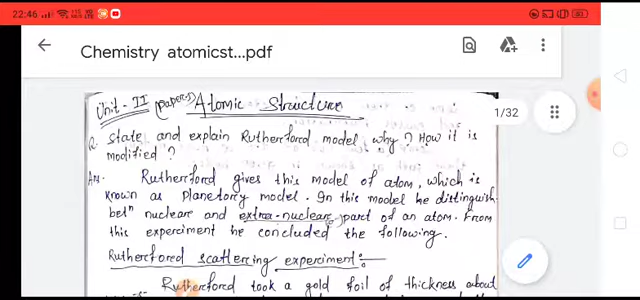 22:46
Chemistry atomicst...pdf
1/32
Unit - II (paper-I) Atomic Structure
Q. State and explain Rutherford model, why? How it is
modified?
Ans. Rutherford gives this model of atom, which is
known as planetory model. In this model he distinguish
betⁿ nuclear and extra-nuclear part of an atom. From
this experiment he concluded the following.
Rutherford scattering experiment:-
Rutherford took a gold foil of thickness about